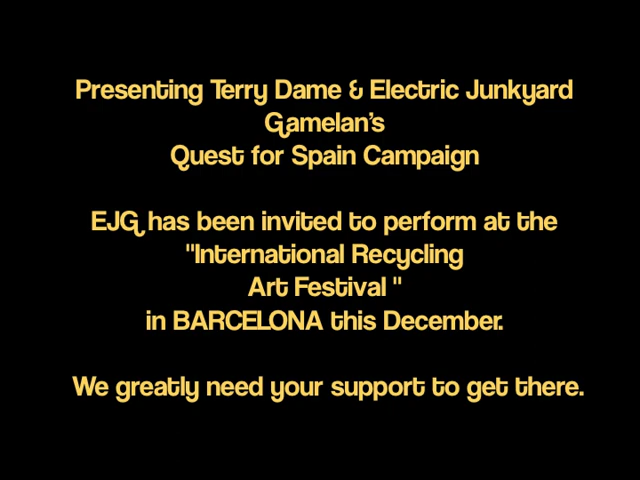 Presenting Terry Dame & Electric Junkyard
Gamelan's
Quest for Spain Campaign
EJG has been invited to perform at the
"International Recycling
Art Festival "
in BARCELONA this December.
We greatly need your support to get there.